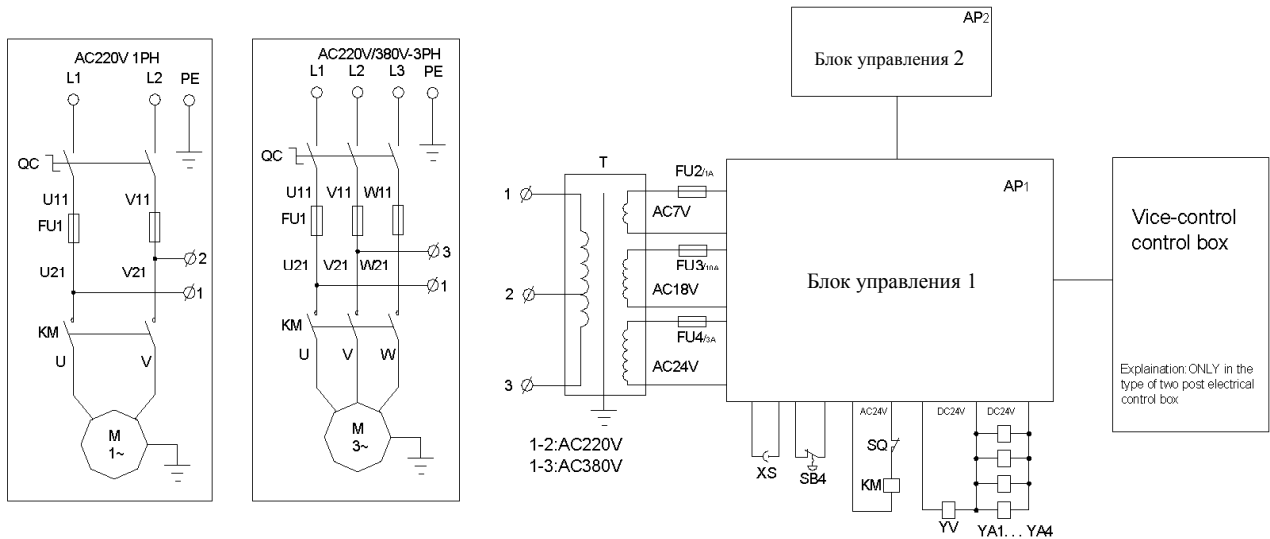 AC220V 1PH
L1 L2 PE
QC
U11 V11
FU1
2
U21 V21
1
KM
U V
M
1~
AC220V/380V-3PH
L1 L2 L3 PE
QC
U11 V11 W11
FU1
3
U21 V21 W21
1
KM
U V W
M
3~
AP2
Блок управления 2
T
1
2
3
FU2/1A
AC7V
FU3/10A
AC18V
FU4/3A
AC24V
1-2:AC220V
1-3:AC380V
AP1
Блок управления 1
AC24V DC24V DC24V
XS
SB4
SQ
KM
YV
YA1...YA4
Vice-control
control box
Explaination:ONLY in the
type of two post electrical
control box